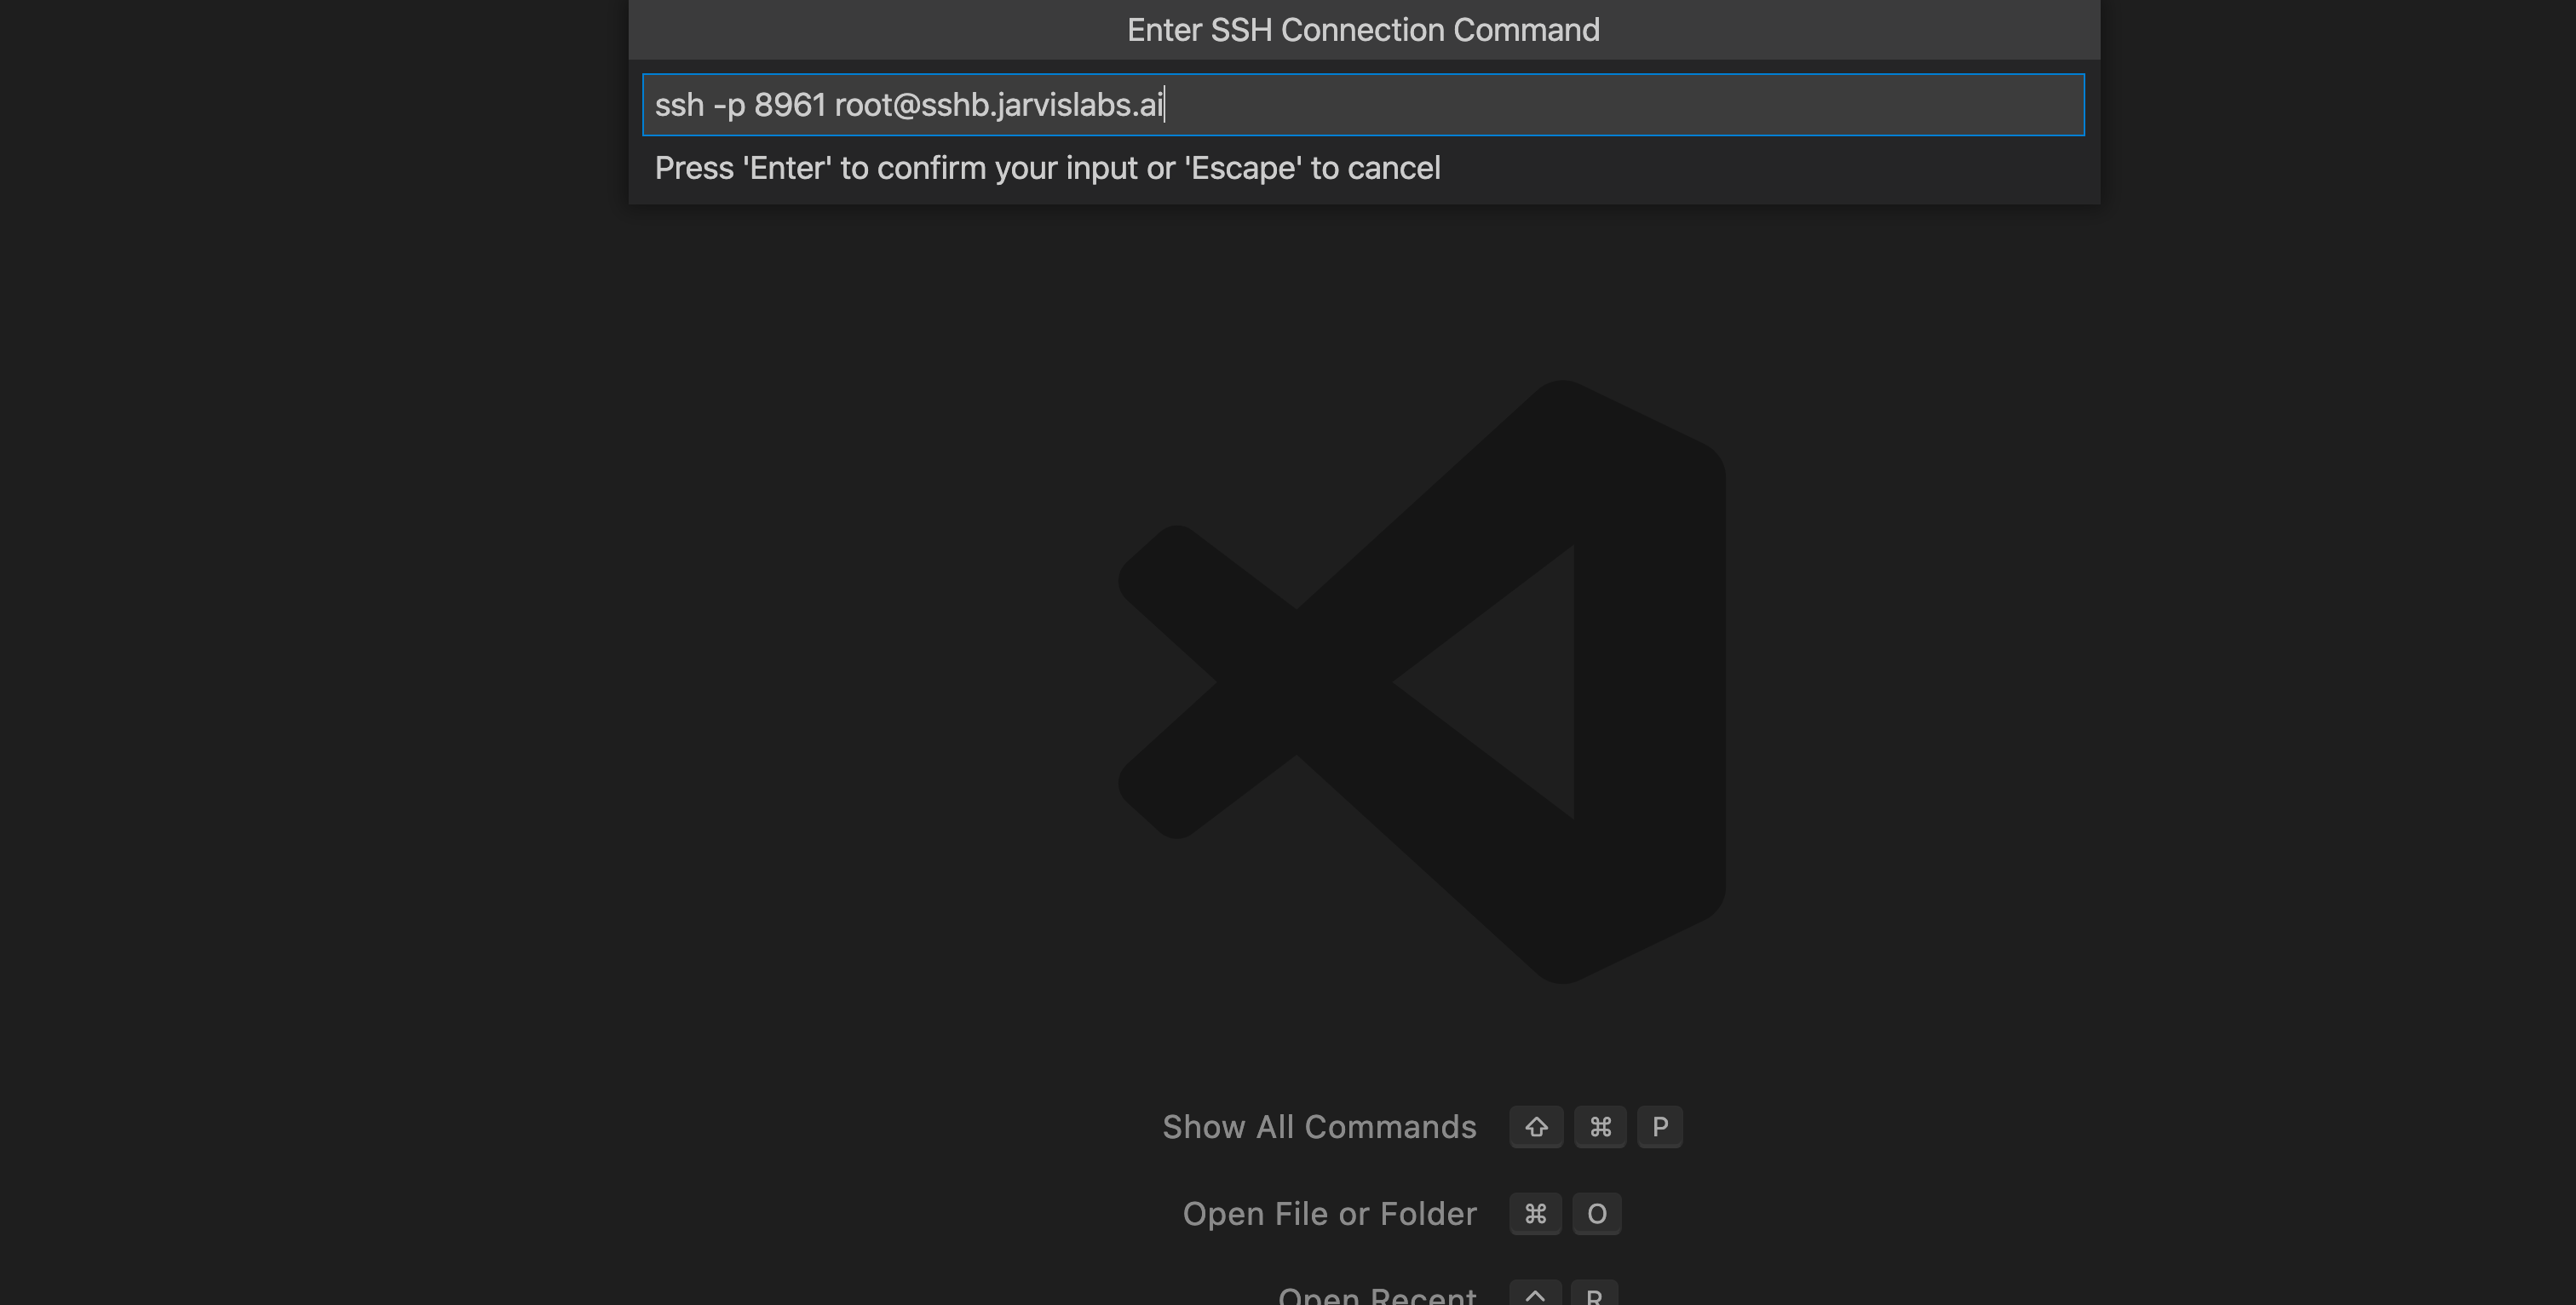 Enter SSH Connection Command
ssh -p 8961 root@sshb.jarvislabs.ai
Press 'Enter' to confirm your input or 'Escape' to cancel
Show All Commands ⇧ ⌘ P
Open File or Folder ⌘ O
Open Recent ^ R